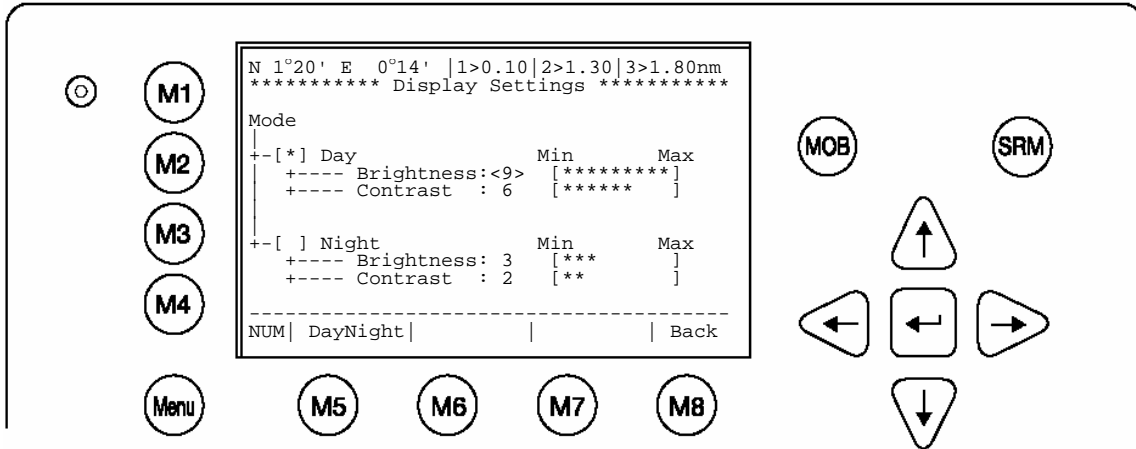 N 1°20' E  0°14' |1>0.10|2>1.30|3>1.80nm
*********** Display Settings ***********
Mode
|
+-[*] Day Min Max
|  +---- Brightness:<9> [*********]
|  +---- Contrast  : 6 [****** ]
|
|
+-[ ] Night Min Max
+---- Brightness: 3 [*** ]
+---- Contrast  : 2 [** ]
----------------------------------------
NUM| DayNight| | | Back
M1
M2
M3
M4
Menu
M5
M6
M7
M8
MOB
SRM